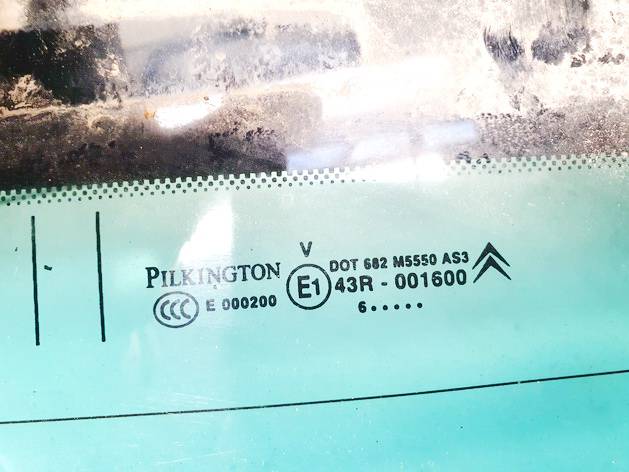 V
PILKINGTON
DOT 682 M5550 AS3
CCC E 000200
E1
43R - 001600
6.....